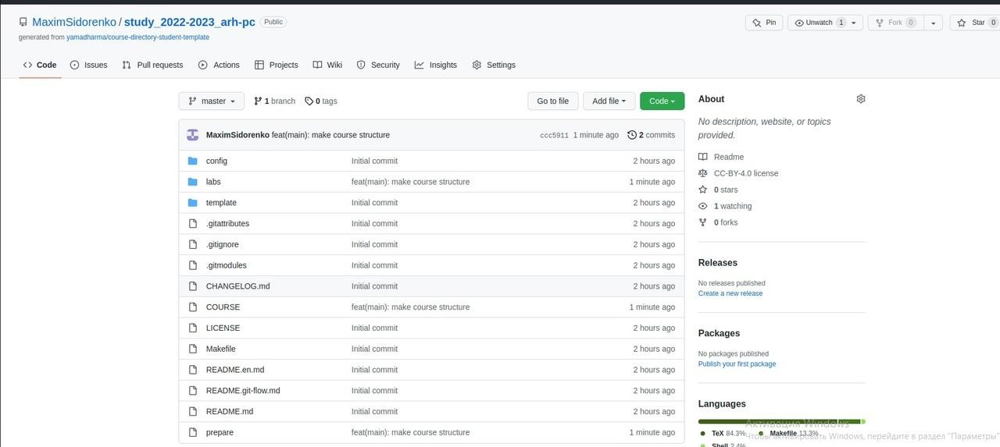 MaximSidorenko / study_2022-2023_arh-pc Public
Pin Unwatch 1 Fork 0 Star 0
generated from yamadharma/course-directory-student-template
Code Issues Pull requests Actions Projects Wiki Security Insights Settings
master 1 branch 0 tags Go to file Add file Code
MaximSidorenko feat(main): make course structure ccc5911 1 minute ago 2 commits
config Initial commit 2 hours ago
labs feat(main): make course structure 1 minute ago
template Initial commit 2 hours ago
.gitattributes Initial commit 2 hours ago
.gitignore Initial commit 2 hours ago
.gitmodules Initial commit 2 hours ago
CHANGELOG.md Initial commit 2 hours ago
COURSE feat(main): make course structure 1 minute ago
LICENSE Initial commit 2 hours ago
Makefile Initial commit 2 hours ago
README.en.md Initial commit 2 hours ago
README.git-flow.md Initial commit 2 hours ago
README.md Initial commit 2 hours ago
prepare feat(main): make course structure 1 minute ago
About
No description, website, or topics
provided.
Readme
CC-BY-4.0 license
0 stars
1 watching
0 forks
Releases
No releases published
Create a new release
Packages
No packages published
Publish your first package
Languages
TeX 84.3% Makefile 13.3%
Shell 2.4%
Активация Windows
Чтобы активировать Windows, перейдите в раздел "Параметры"